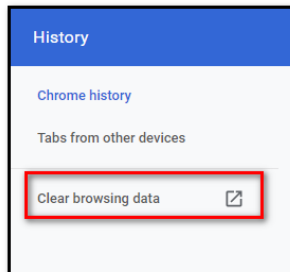 History
Chrome history
Tabs from other devices
Clear browsing data